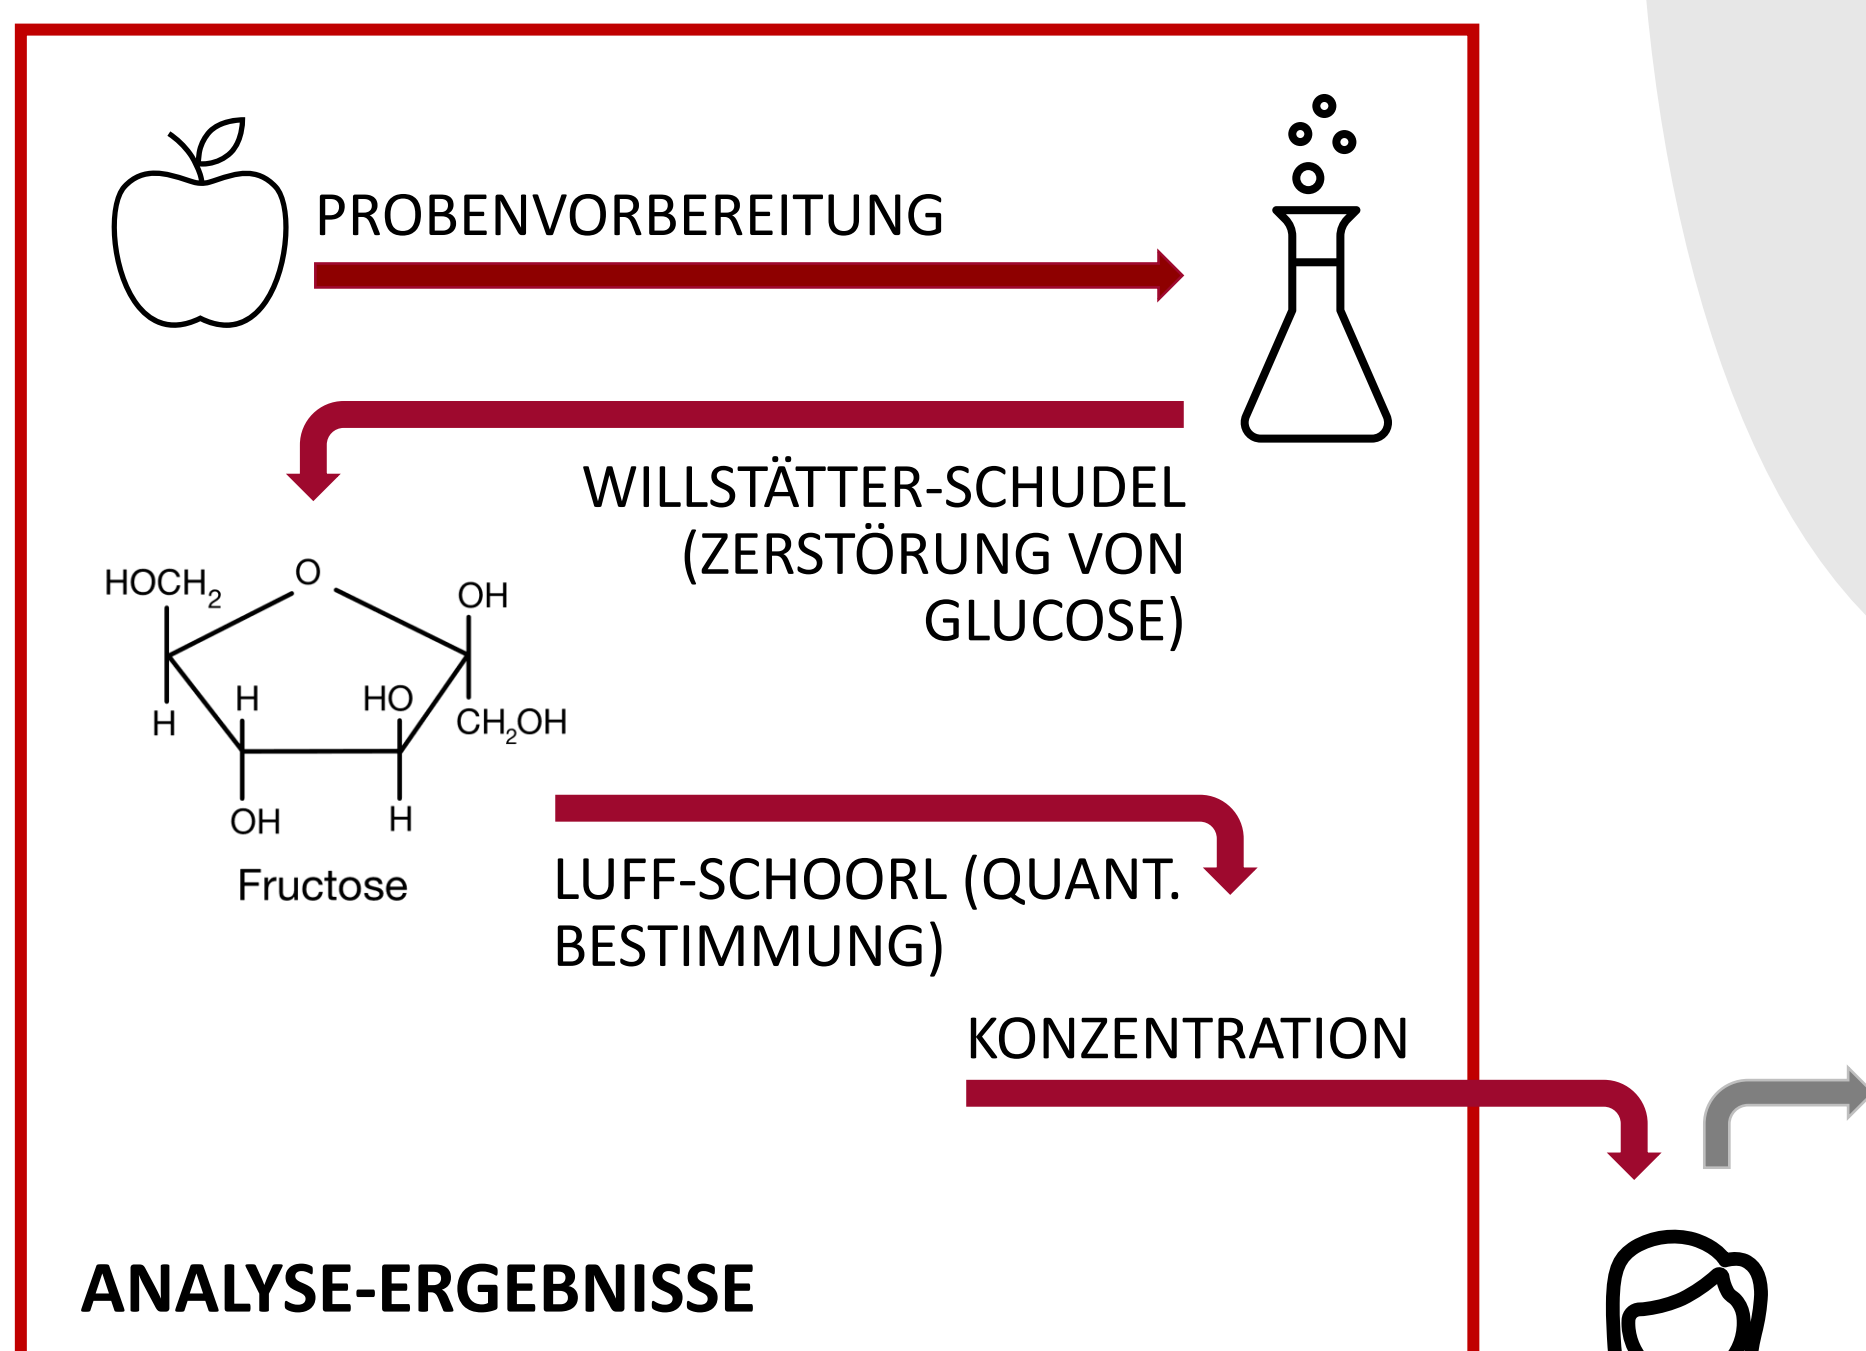 PROBENVORBEREITUNG
WILLSTÄTTER-SCHUDEL
(ZERSTÖRUNG VON
GLUCOSE)
HOCH2
O
OH
H
H
HO
CH2OH
OH
H
Fructose
LUFF-SCHOORL (QUANT.
BESTIMMUNG)
KONZENTRATION
ANALYSE-ERGEBNISSE